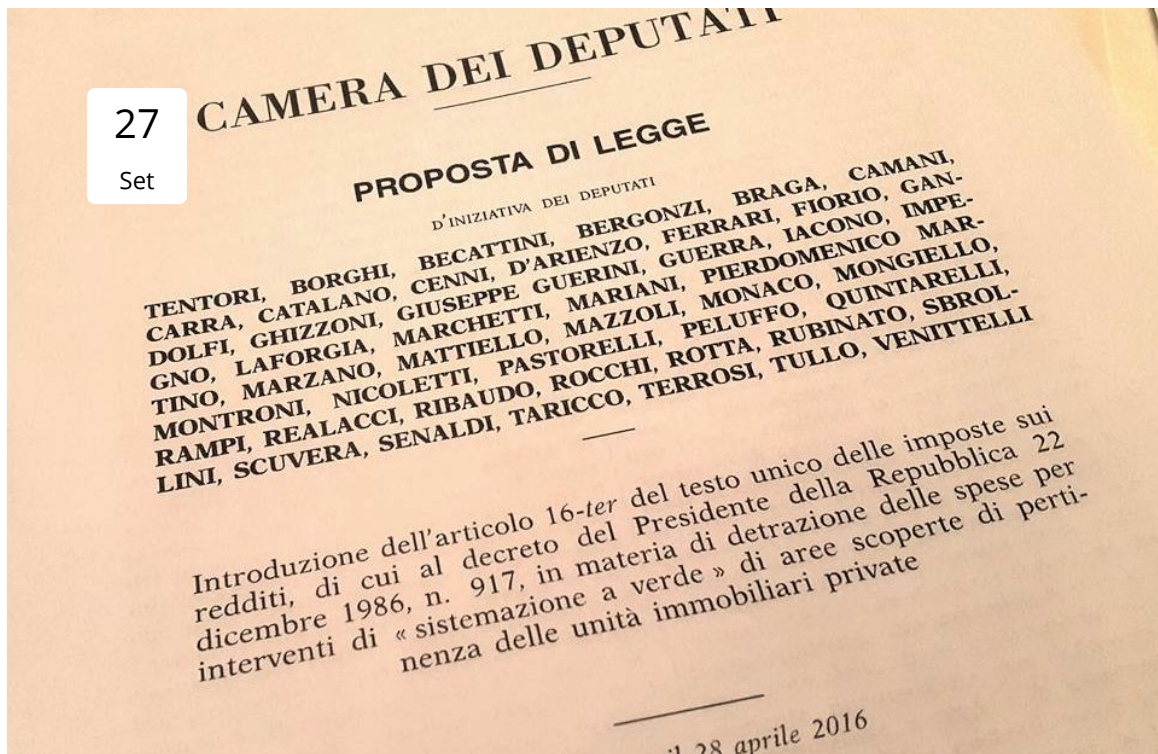 CAMERA DEI DEPUTATI
27
Set
PROPOSTA DI LEGGE
D'INIZIATIVA DEI DEPUTATI
TENTORI, BORGHI, BECATTINI, BERGONZI, BRAGA, CAMANI,
CARRA, CATALANO, CENNI, D'ARIENZO, FERRARI, FIORIO, GAN-
DOLFI, GHIZZONI, GIUSEPPE GUERINI, GUERRA, IACONO, IMPE-
GNO, LAFORGIA, MARCHETTI, MARIANI, PIERDOMENICO MAR-
TINO, MARZANO, MATTIELLO, MAZZOLI, MONACO, MONGIELLO,
MONTRONI, NICOLETTI, PASTORELLI, PELUFFO, QUINTARELLI,
RAMPI, REALACCI, RIBAUDO, ROCCHI, ROTTA, RUBINATO, SBROL-
LINI, SCUVERA, SENALDI, TARICCO, TERROSI, TULLO, VENITTELLI
Introduzione dell'articolo 16-ter del testo unico delle imposte sui
redditi, di cui al decreto del Presidente della Repubblica 22
dicembre 1986, n. 917, in materia di detrazione delle spese per
interventi di « sistemazione a verde » di aree scoperte di perti-
nenza delle unità immobiliari private
il 28 aprile 2016